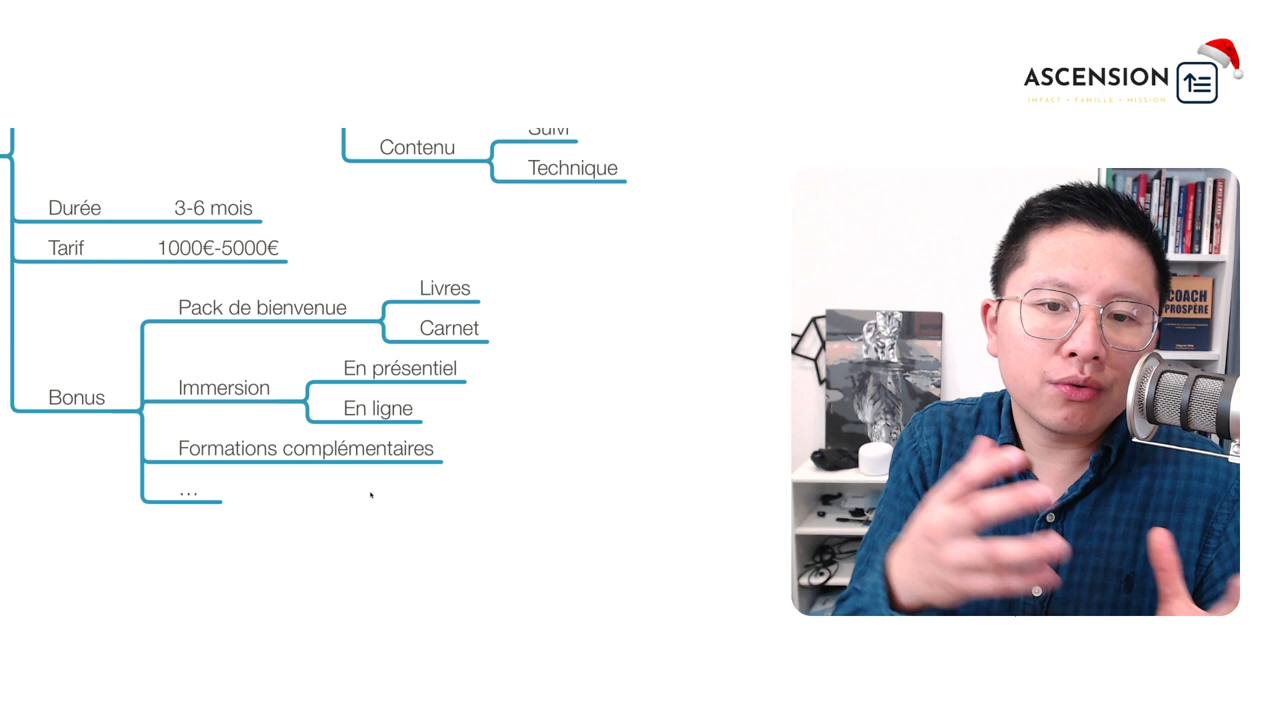 ASCENSION
IMPACT • FAMILLE • MISSION
Suivi
Contenu
Technique
Durée 3-6 mois
Tarif 1000€-5000€
Livres
Pack de bienvenue
Carnet
En présentiel
Bonus
Immersion
En ligne
Formations complémentaires
...
COACH
PROSPÈRE